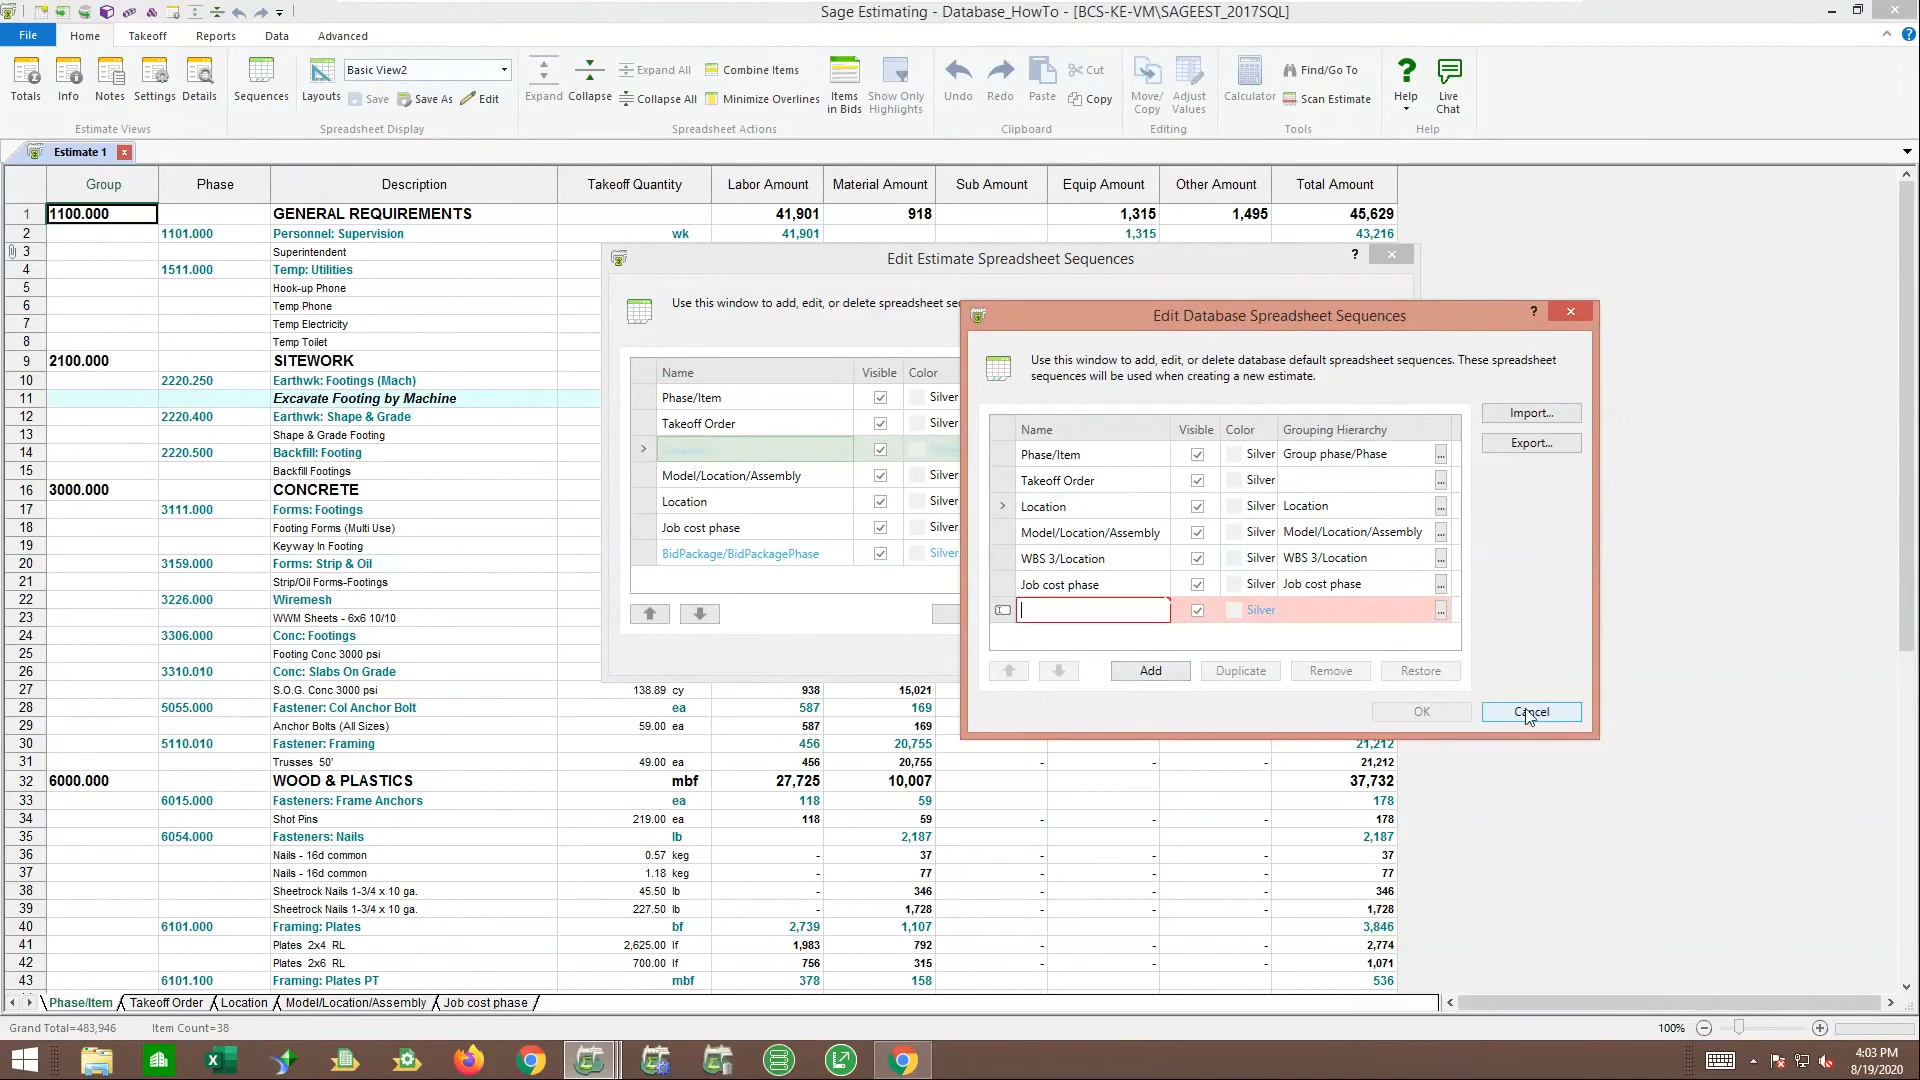 Sage Estimating - Database_HowTo - [BCS-KE-VM\SAGEEST_2017SQL]
File Home Takeoff Reports Data Advanced
Totals Info Notes Settings Details Sequences Layouts Basic View2 Save Save As Edit
Expand Collapse Expand All Collapse All Combine Items Minimize Overlines Items in Bids Show Only Highlights
Undo Redo Paste Cut Copy Move/Copy Adjust Values Calculator Find/Go To Scan Estimate Help Live Chat
Estimate Views Spreadsheet Display Spreadsheet Actions Clipboard Editing Tools Help
Estimate 1
Group Phase Description Takeoff Quantity Labor Amount Material Amount Sub Amount Equip Amount Other Amount Total Amount
1 1100.000 GENERAL REQUIREMENTS 41,901 918 1,315 1,495 45,629
2 1101.000 Personnel: Supervision wk 41,901 1,315 43,216
3 Superintendent
4 1511.000 Temp: Utilities
5 Hook-up Phone
6 Temp Phone
7 Temp Electricity
8 Temp Toilet
9 2100.000 SITEWORK
10 2220.250 Earthwk: Footings (Mach)
11 Excavate Footing by Machine
12 2220.400 Earthwk: Shape & Grade
13 Shape & Grade Footing
14 2220.500 Backfill: Footing
15 Backfill Footings
16 3000.000 CONCRETE
17 3111.000 Forms: Footings
18 Footing Forms (Multi Use)
19 Keyway In Footing
20 3159.000 Forms: Strip & Oil
21 Strip/Oil Forms-Footings
22 3226.000 Wiremesh
23 WWM Sheets - 6x6 10/10
24 3306.000 Conc: Footings
25 Footing Conc 3000 psi
26 3310.010 Conc: Slabs On Grade
27 S.O.G. Conc 3000 psi 138.89 cy 938 15,021
28 5055.000 Fastener: Col Anchor Bolt ea 587 169
29 Anchor Bolts (All Sizes) 59.00 ea 587 169
30 5110.010 Fastener: Framing 456 20,755 21,212
31 Trusses 50' 49.00 ea 456 20,755 - - - 21,212
32 6000.000 WOOD & PLASTICS mbf 27,725 10,007 37,732
33 6015.000 Fasteners: Frame Anchors ea 118 59 178
34 Shot Pins 219.00 ea 118 59 - - - 178
35 6054.000 Fasteners: Nails lb 2,187 2,187
36 Nails - 16d common 0.57 keg - 37 - - - 37
37 Nails - 16d common 1.18 keg - 77 - - - 77
38 Sheetrock Nails 1-3/4 x 10 ga. 45.50 lb - 346 - - - 346
39 Sheetrock Nails 1-3/4 x 10 ga. 227.50 lb - 1,728 - - - 1,728
40 6101.000 Framing: Plates bf 2,739 1,107 3,846
41 Plates 2x4 RL 2,625.00 lf 1,983 792 - - - 2,774
42 Plates 2x6 RL 700.00 lf 756 315 - - - 1,071
43 6101.100 Framing: Plates PT mbf 378 158 536
Edit Estimate Spreadsheet Sequences
Use this window to add, edit, or delete spreadsheet se
Name Visible Color
Phase/Item Silver
Takeoff Order Silver
Model/Location/Assembly Silver
Location Silver
Job cost phase Silver
BidPackage/BidPackagePhase Silver
Edit Database Spreadsheet Sequences
Use this window to add, edit, or delete database default spreadsheet sequences. These spreadsheet
sequences will be used when creating a new estimate.
Import...
Export...
Name Visible Color Grouping Hierarchy
Phase/Item Silver Group phase/Phase ...
Takeoff Order Silver ...
Location Silver Location ...
Model/Location/Assembly Silver Model/Location/Assembly ...
WBS 3/Location Silver WBS 3/Location ...
Job cost phase Silver Job cost phase ...
Silver ...
Add Duplicate Remove Restore
OK Cancel
Phase/Item Takeoff Order Location Model/Location/Assembly Job cost phase
Grand Total=483,946 Item Count=38 100%
4:03 PM
8/19/2020